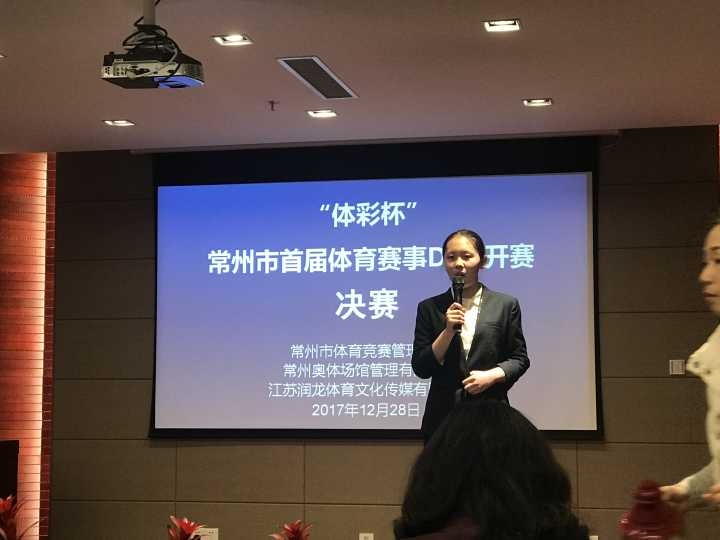 “体彩杯”
常州市首届体育赛事D 开赛
决赛
常州市体育竞赛管理
常州奥体场馆管理有
江苏润龙体育文化传媒有
2017年12月28日